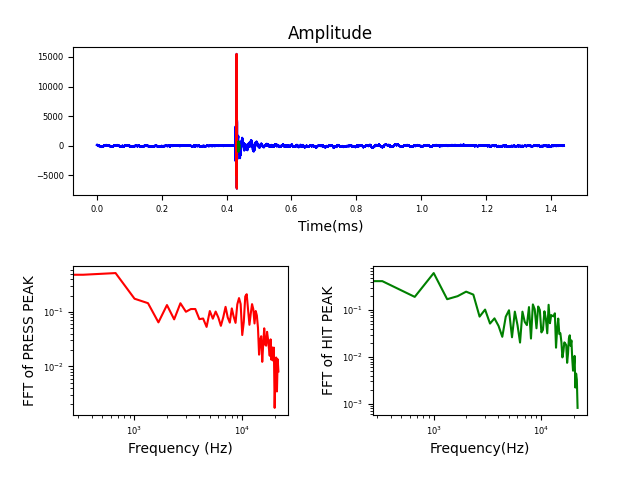 Amplitude
15000
10000
5000
0
−5000
0.0 0.2 0.4 0.6 0.8 1.0 1.2 1.4
Time(ms)
FFT of PRESS PEAK
10⁻¹
10⁻²
10³ 10⁴
Frequency (Hz)
FFT of HIT PEAK
10⁻¹
10⁻²
10⁻³
10³ 10⁴
Frequency(Hz)